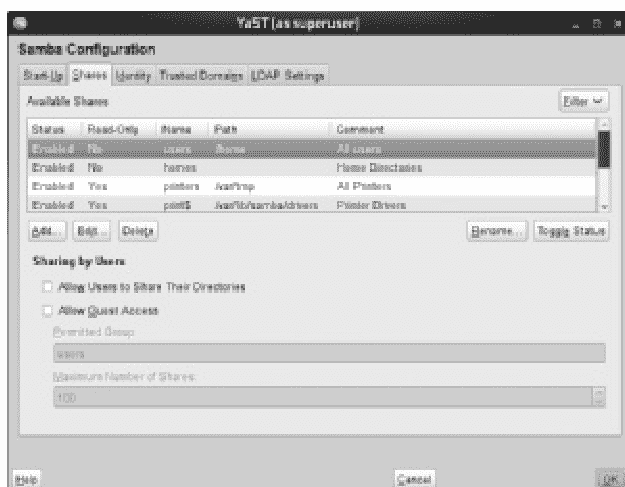 YaST (as superuser)
Samba Configuration
Start-Up Shares Identity Trusted Domains LDAP Settings
Available Shares
Filter
Status Read-Only Name Path Comment
Enabled No users /home All users
Enabled No homes Home Directories
Enabled Yes printers /var/tmp All Printers
Enabled Yes print$ /var/lib/samba/drivers Printer Drivers
Add... Edit... Delete Rename... Toggle Status
Sharing by Users
Allow Users to Share Their Directories
Allow Guest Access
Permitted Group
users
Maximum Number of Shares
100
Help Cancel OK